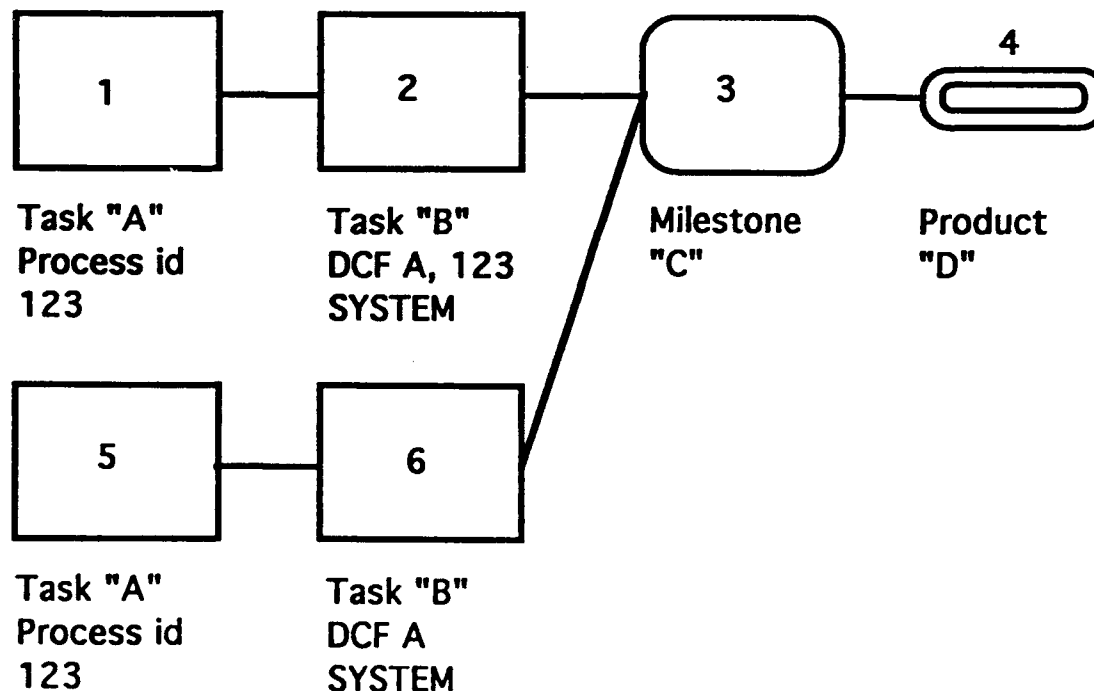 1
2
3
4
Task "A"
Process id
123
Task "B"
DCF A, 123
SYSTEM
Milestone
"C"
Product
"D"
5
6
Task "A"
Process id
123
Task "B"
DCF A
SYSTEM